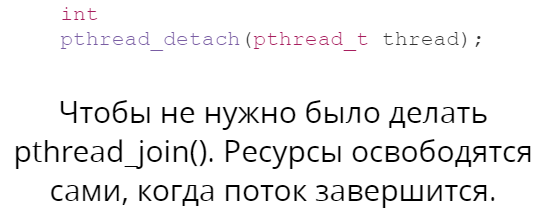 int
pthread_detach(pthread_t thread);
Чтобы не нужно было делать
pthread_join(). Ресурсы освободятся
сами, когда поток завершится.